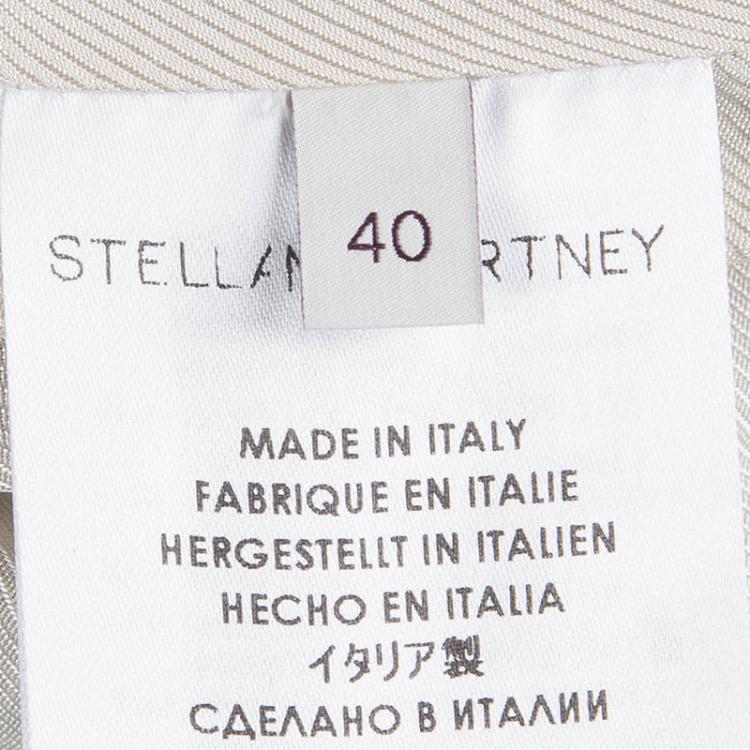 40
STELLA RTNEY
MADE IN ITALY
FABRIQUE EN ITALIE
HERGESTELLT IN ITALIEN
HECHO EN ITALIA
イタリア製
СДЕЛАНО В ИТАЛИИ